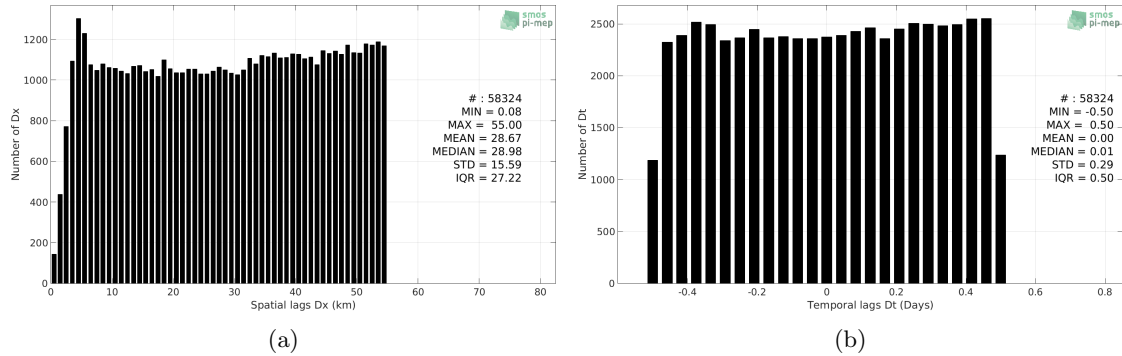 smos
pi-mep
1200
1000
800
600
400
200
0
Number of Dx
# : 58324
MIN = 0.08
MAX = 55.00
MEAN = 28.67
MEDIAN = 28.98
STD = 15.59
IQR = 27.22
0 10 20 30 40 50 60 70 80
Spatial lags Dx (km)
(a)
smos
pi-mep
2500
2000
1500
1000
500
0
Number of Dt
# : 58324
MIN = -0.50
MAX = 0.50
MEAN = 0.00
MEDIAN = 0.01
STD = 0.29
IQR = 0.50
-0.4 -0.2 0 0.2 0.4 0.6 0.8
Temporal lags Dt (Days)
(b)